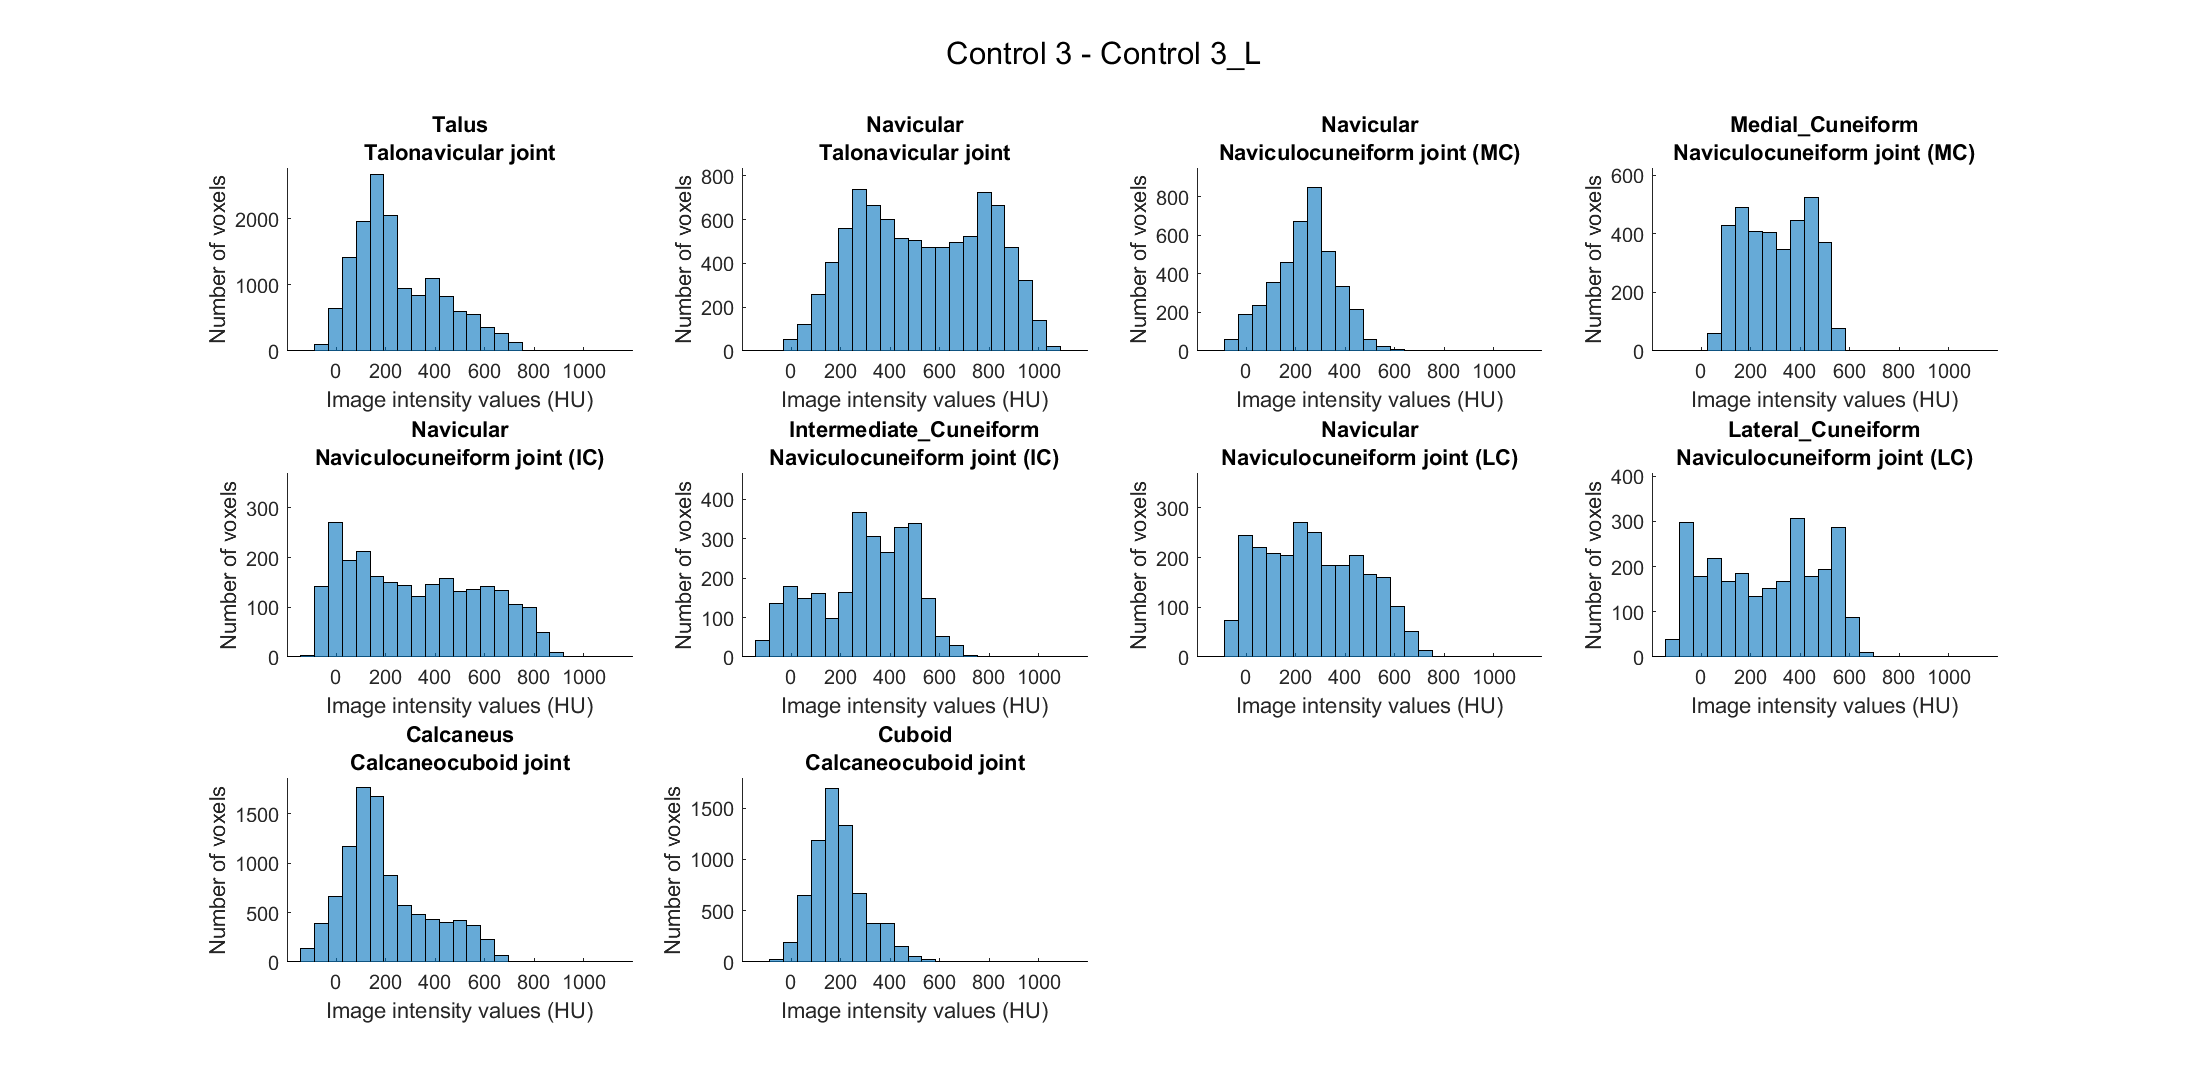 Control 3 - Control 3_L
Talus
Talonavicular joint
Number of voxels
2000
1000
0
0 200 400 600 800 1000
Image intensity values (HU)
Navicular
Talonavicular joint
Number of voxels
800
600
400
200
0
0 200 400 600 800 1000
Image intensity values (HU)
Navicular
Naviculocuneiform joint (MC)
Number of voxels
800
600
400
200
0
0 200 400 600 800 1000
Image intensity values (HU)
Medial_Cuneiform
Naviculocuneiform joint (MC)
Number of voxels
600
400
200
0
0 200 400 600 800 1000
Image intensity values (HU)
Navicular
Naviculocuneiform joint (IC)
Number of voxels
300
200
100
0
0 200 400 600 800 1000
Image intensity values (HU)
Intermediate_Cuneiform
Naviculocuneiform joint (IC)
Number of voxels
400
300
200
100
0
0 200 400 600 800 1000
Image intensity values (HU)
Navicular
Naviculocuneiform joint (LC)
Number of voxels
300
200
100
0
0 200 400 600 800 1000
Image intensity values (HU)
Lateral_Cuneiform
Naviculocuneiform joint (LC)
Number of voxels
400
300
200
100
0
0 200 400 600 800 1000
Image intensity values (HU)
Calcaneus
Calcaneocuboid joint
Number of voxels
1500
1000
500
0
0 200 400 600 800 1000
Image intensity values (HU)
Cuboid
Calcaneocuboid joint
Number of voxels
1500
1000
500
0
0 200 400 600 800 1000
Image intensity values (HU)